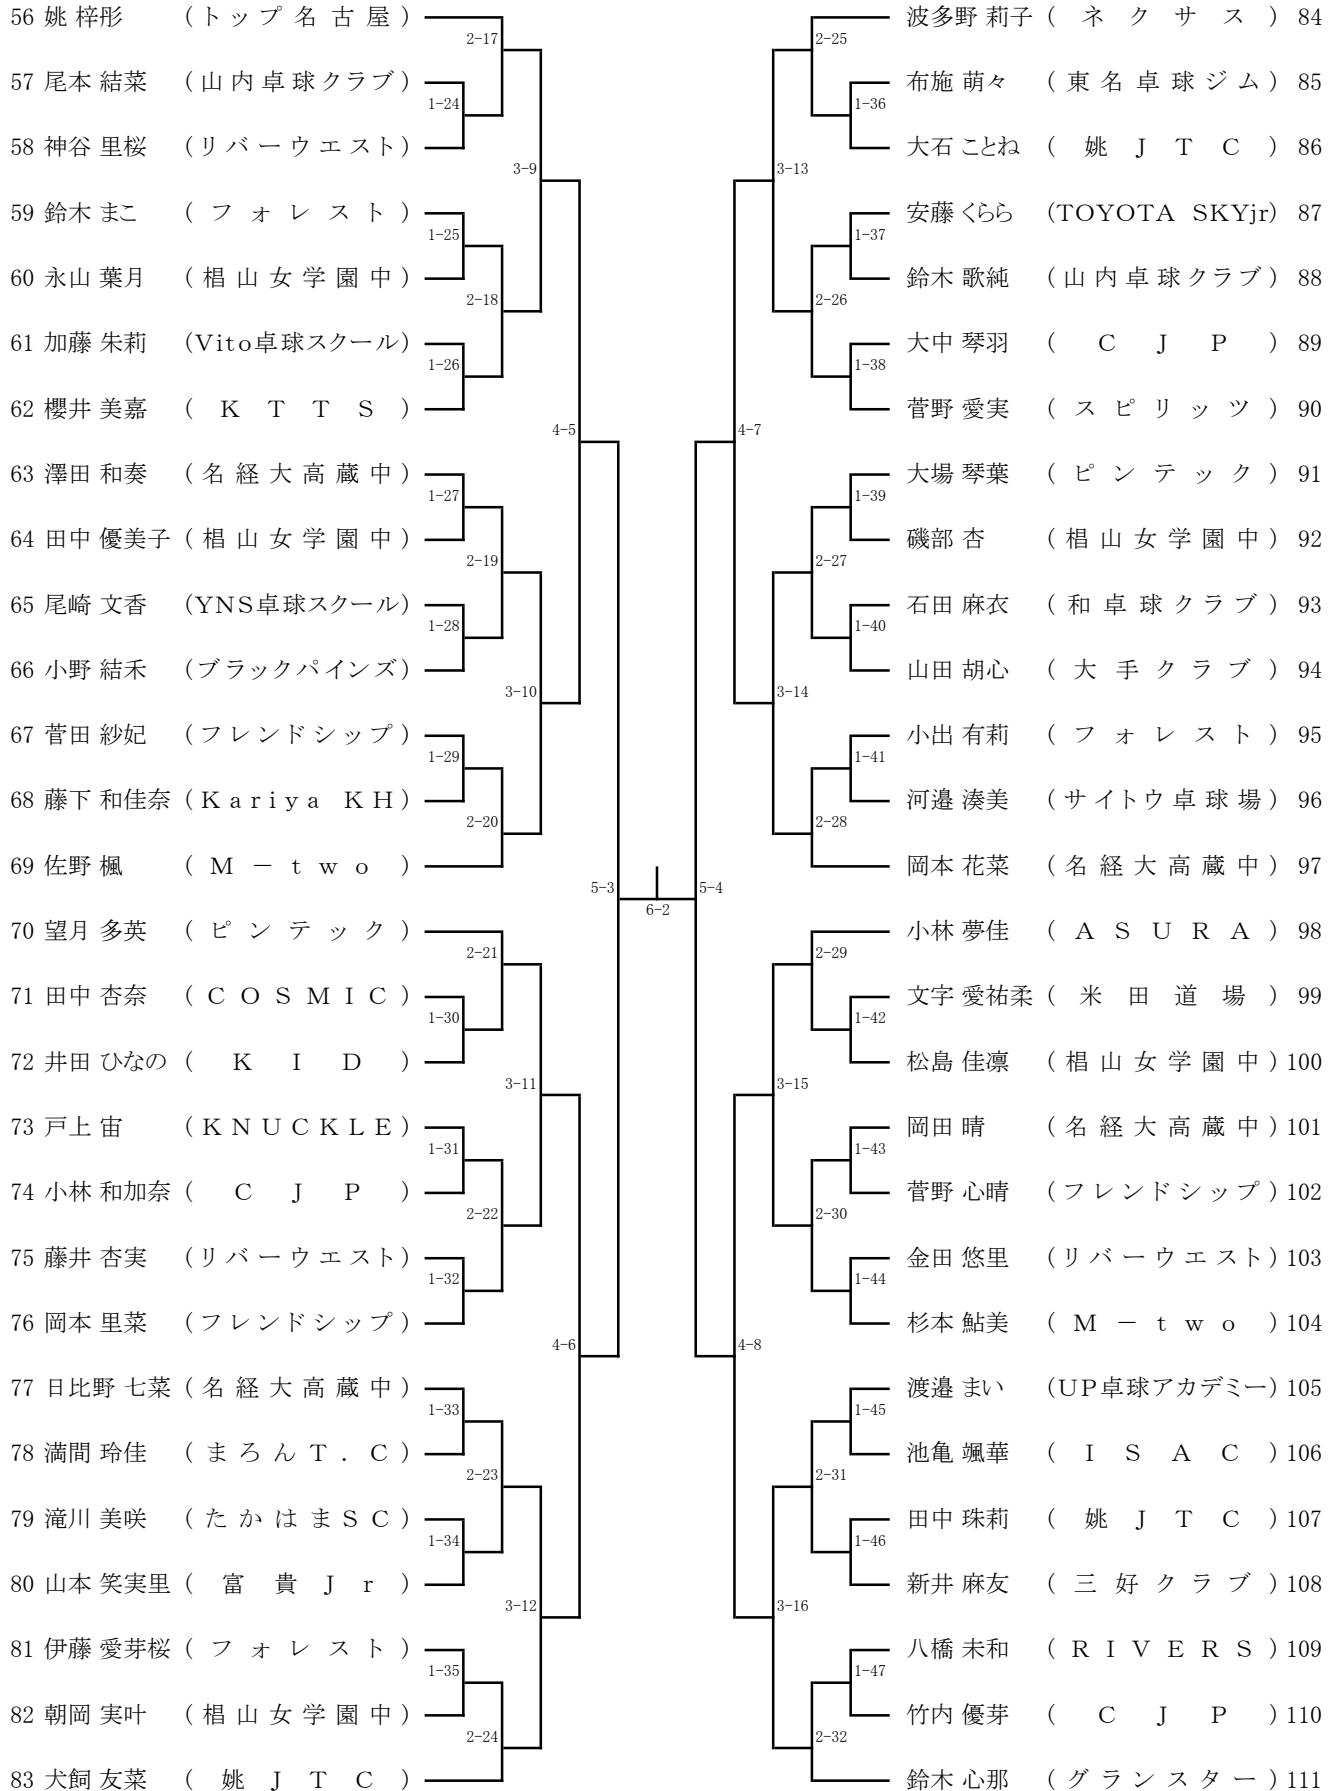 56 姚 梓彤 (トップ名古屋)
57 尾本 結菜 (山内卓球クラブ)
58 神谷 里桜 (リバーウエスト)
59 鈴木 まこ (フォレスト)
60 永山 葉月 (椙山女学園中)
61 加藤 朱莉 (Vito卓球スクール)
62 櫻井 美嘉 (KTTS)
63 澤田 和奏 (名経大高蔵中)
64 田中 優美子 (椙山女学園中)
65 尾崎 文香 (YNS卓球スクール)
66 小野 結禾 (ブラックパインズ)
67 菅田 紗妃 (フレンドシップ)
68 藤下 和佳奈 (Kariya KH)
69 佐野 楓 (M－two)
70 望月 多英 (ピンテック)
71 田中 杏奈 (COSMIC)
72 井田 ひなの (KID)
73 戸上 宙 (KNUCKLE)
74 小林 和加奈 (CJP)
75 藤井 杏実 (リバーウエスト)
76 岡本 里菜 (フレンドシップ)
77 日比野 七菜 (名経大高蔵中)
78 満間 玲佳 (まろんT.C)
79 滝川 美咲 (たかはまSC)
80 山本 笑実里 (富貴Jr)
81 伊藤 愛芽桜 (フォレスト)
82 朝岡 実叶 (椙山女学園中)
83 犬飼 友菜 (姚JTC)
2-17
1-24
3-9
1-25
2-18
1-26
4-5
1-27
2-19
1-28
3-10
1-29
2-20
5-3
2-21
1-30
3-11
1-31
2-22
1-32
4-6
1-33
2-23
1-34
3-12
1-35
2-24
6-2
5-4
2-25
1-36
3-13
1-37
2-26
1-38
4-7
1-39
2-27
1-40
3-14
1-41
2-28
2-29
1-42
3-15
1-43
2-30
1-44
4-8
1-45
2-31
1-46
3-16
1-47
2-32
波多野 莉子 (ネクサス) 84
布施 萌々 (東名卓球ジム) 85
大石 ことね (姚JTC) 86
安藤 くらら (TOYOTA SKYjr) 87
鈴木 歌純 (山内卓球クラブ) 88
大中 琴羽 (CJP) 89
菅野 愛実 (スピリッツ) 90
大場 琴葉 (ピンテック) 91
磯部 杏 (椙山女学園中) 92
石田 麻衣 (和卓球クラブ) 93
山田 胡心 (大手クラブ) 94
小出 有莉 (フォレスト) 95
河邉 湊美 (サイトウ卓球場) 96
岡本 花菜 (名経大高蔵中) 97
小林 夢佳 (ASURA) 98
文字 愛祐柔 (米田道場) 99
松島 佳凛 (椙山女学園中) 100
岡田 晴 (名経大高蔵中) 101
菅野 心晴 (フレンドシップ) 102
金田 悠里 (リバーウエスト) 103
杉本 鮎美 (M－two) 104
渡邉 まい (UP卓球アカデミー) 105
池亀 颯華 (ISAC) 106
田中 珠莉 (姚JTC) 107
新井 麻友 (三好クラブ) 108
八橋 未和 (RIVERS) 109
竹内 優芽 (CJP) 110
鈴木 心那 (グランスター) 111